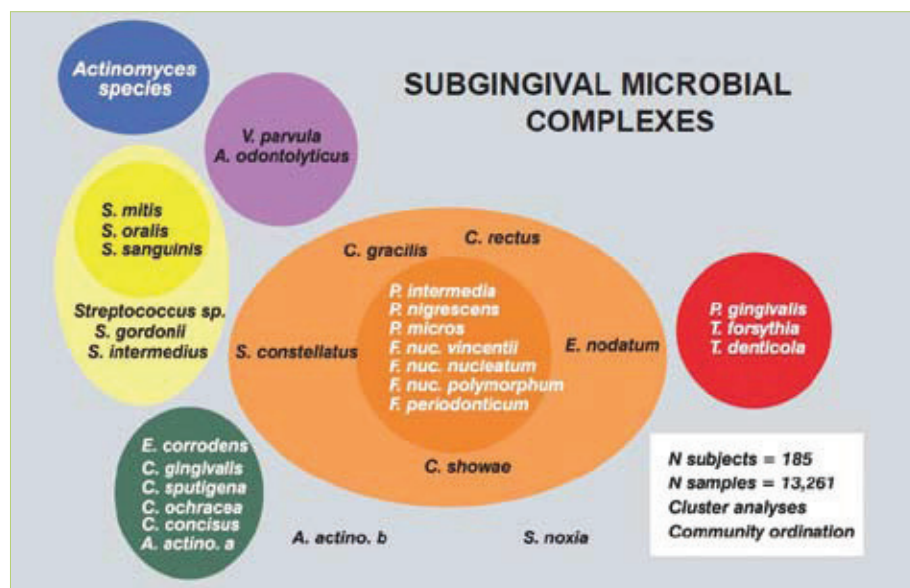 SUBGINGIVAL MICROBIAL
COMPLEXES
Actinomyces
species
V. parvula
A. odontolyticus
S. mitis
S. oralis
S. sanguinis
Streptococcus sp.
S. gordonii
S. intermedius
C. gracilis
C. rectus
P. intermedia
P. nigrescens
P. micros
F. nuc. vincentii
F. nuc. nucleatum
F. nuc. polymorphum
F. periodonticum
S. constellatus
E. nodatum
C. showae
P. gingivalis
T. forsythia
T. denticola
E. corrodens
C. gingivalis
C. sputigena
C. ochracea
C. concisus
A. actino. a
A. actino. b
S. noxia
N subjects = 185
N samples = 13,261
Cluster analyses
Community ordination